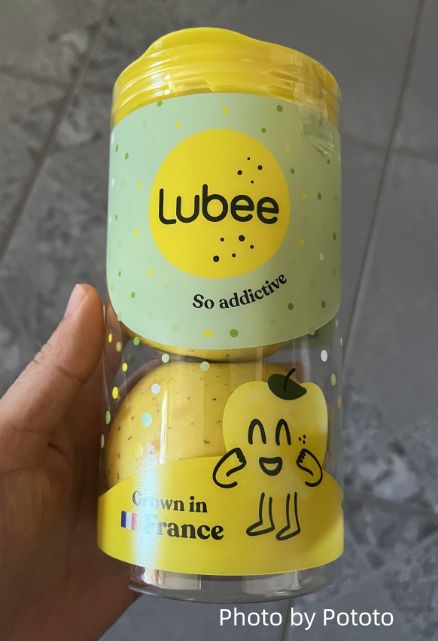 Lubee
So addictive
Grown in
France
Photo by Pototo